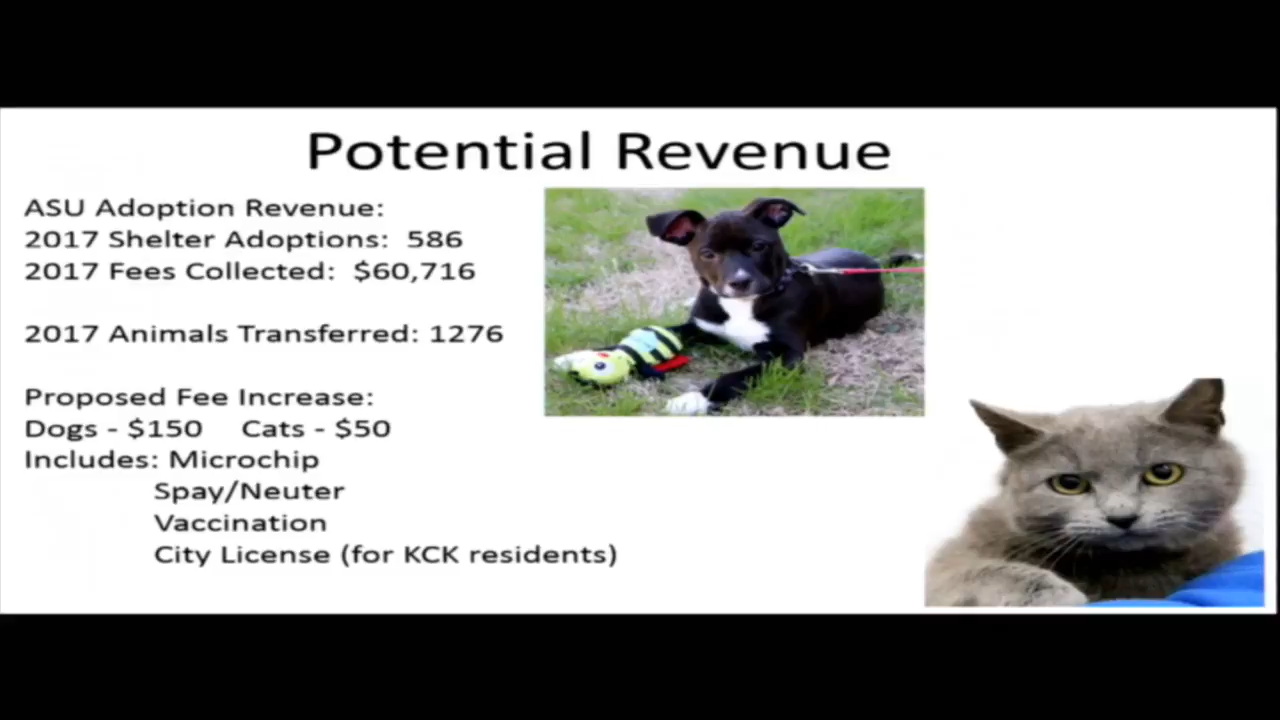 Potential Revenue
ASU Adoption Revenue:
2017 Shelter Adoptions: 586
2017 Fees Collected: $60,716
2017 Animals Transferred: 1276
Proposed Fee Increase:
Dogs - $150 Cats - $50
Includes: Microchip
Spay/Neuter
Vaccination
City License (for KCK residents)